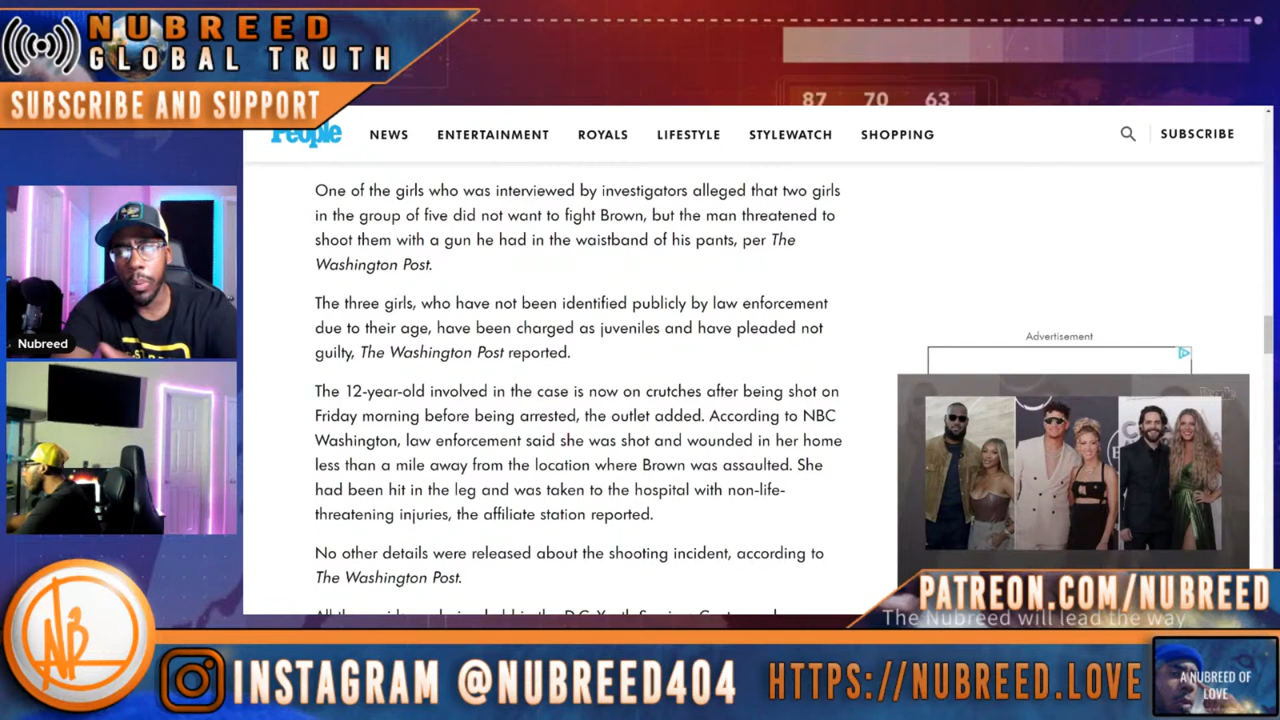 NUBREED
GLOBAL TRUTH
SUBSCRIBE AND SUPPORT
87 70 63
People
NEWS ENTERTAINMENT ROYALS LIFESTYLE STYLEWATCH SHOPPING SUBSCRIBE
One of the girls who was interviewed by investigators alleged that two girls
in the group of five did not want to fight Brown, but the man threatened to
shoot them with a gun he had in the waistband of his pants, per The
Washington Post.
The three girls, who have not been identified publicly by law enforcement
due to their age, have been charged as juveniles and have pleaded not
guilty, The Washington Post reported.
The 12-year-old involved in the case is now on crutches after being shot on
Friday morning before being arrested, the outlet added. According to NBC
Washington, law enforcement said she was shot and wounded in her home
less than a mile away from the location where Brown was assaulted. She
had been hit in the leg and was taken to the hospital with non-life-
threatening injuries, the affiliate station reported.
No other details were released about the shooting incident, according to
The Washington Post.
Advertisement
People
Nubreed
PATREON.COM/NUBREED
The Nubreed will lead the way
NB
INSTAGRAM @NUBREED404
HTTPS://NUBREED.LOVE
A NUBREED OF
LOVE